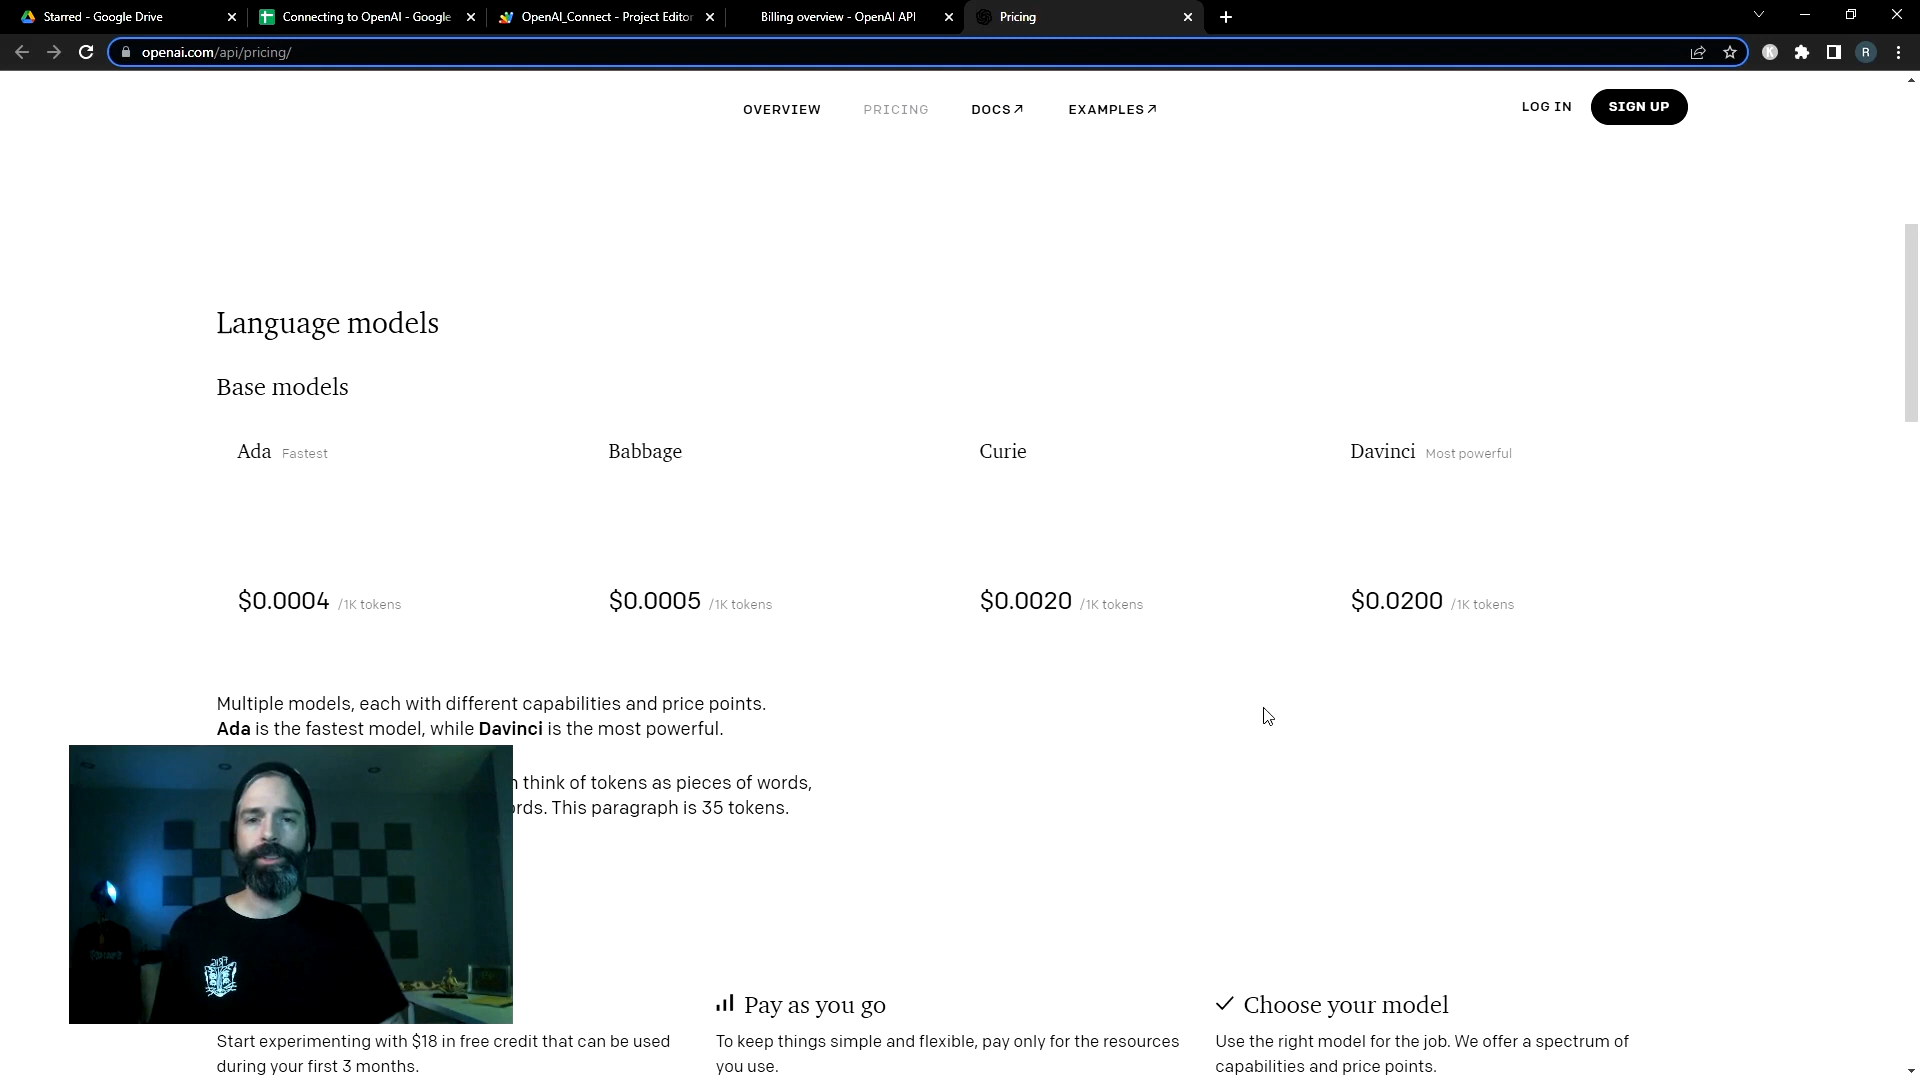 Starred - Google Drive
Connecting to OpenAI - Google
OpenAI_Connect - Project Editor
Billing overview - OpenAI API
Pricing
openai.com/api/pricing/
K
R
OVERVIEW
PRICING
DOCS↗
EXAMPLES↗
LOG IN
SIGN UP
Language models
Base models
Ada Fastest
Babbage
Curie
Davinci Most powerful
$0.0004 /1K tokens
$0.0005 /1K tokens
$0.0020 /1K tokens
$0.0200 /1K tokens
Multiple models, each with different capabilities and price points.
Ada is the fastest model, while Davinci is the most powerful.
think of tokens as pieces of words,
This paragraph is 35 tokens.
Pay as you go
Choose your model
Start experimenting with $18 in free credit that can be used
during your first 3 months.
To keep things simple and flexible, pay only for the resources
you use.
Use the right model for the job. We offer a spectrum of
capabilities and price points.